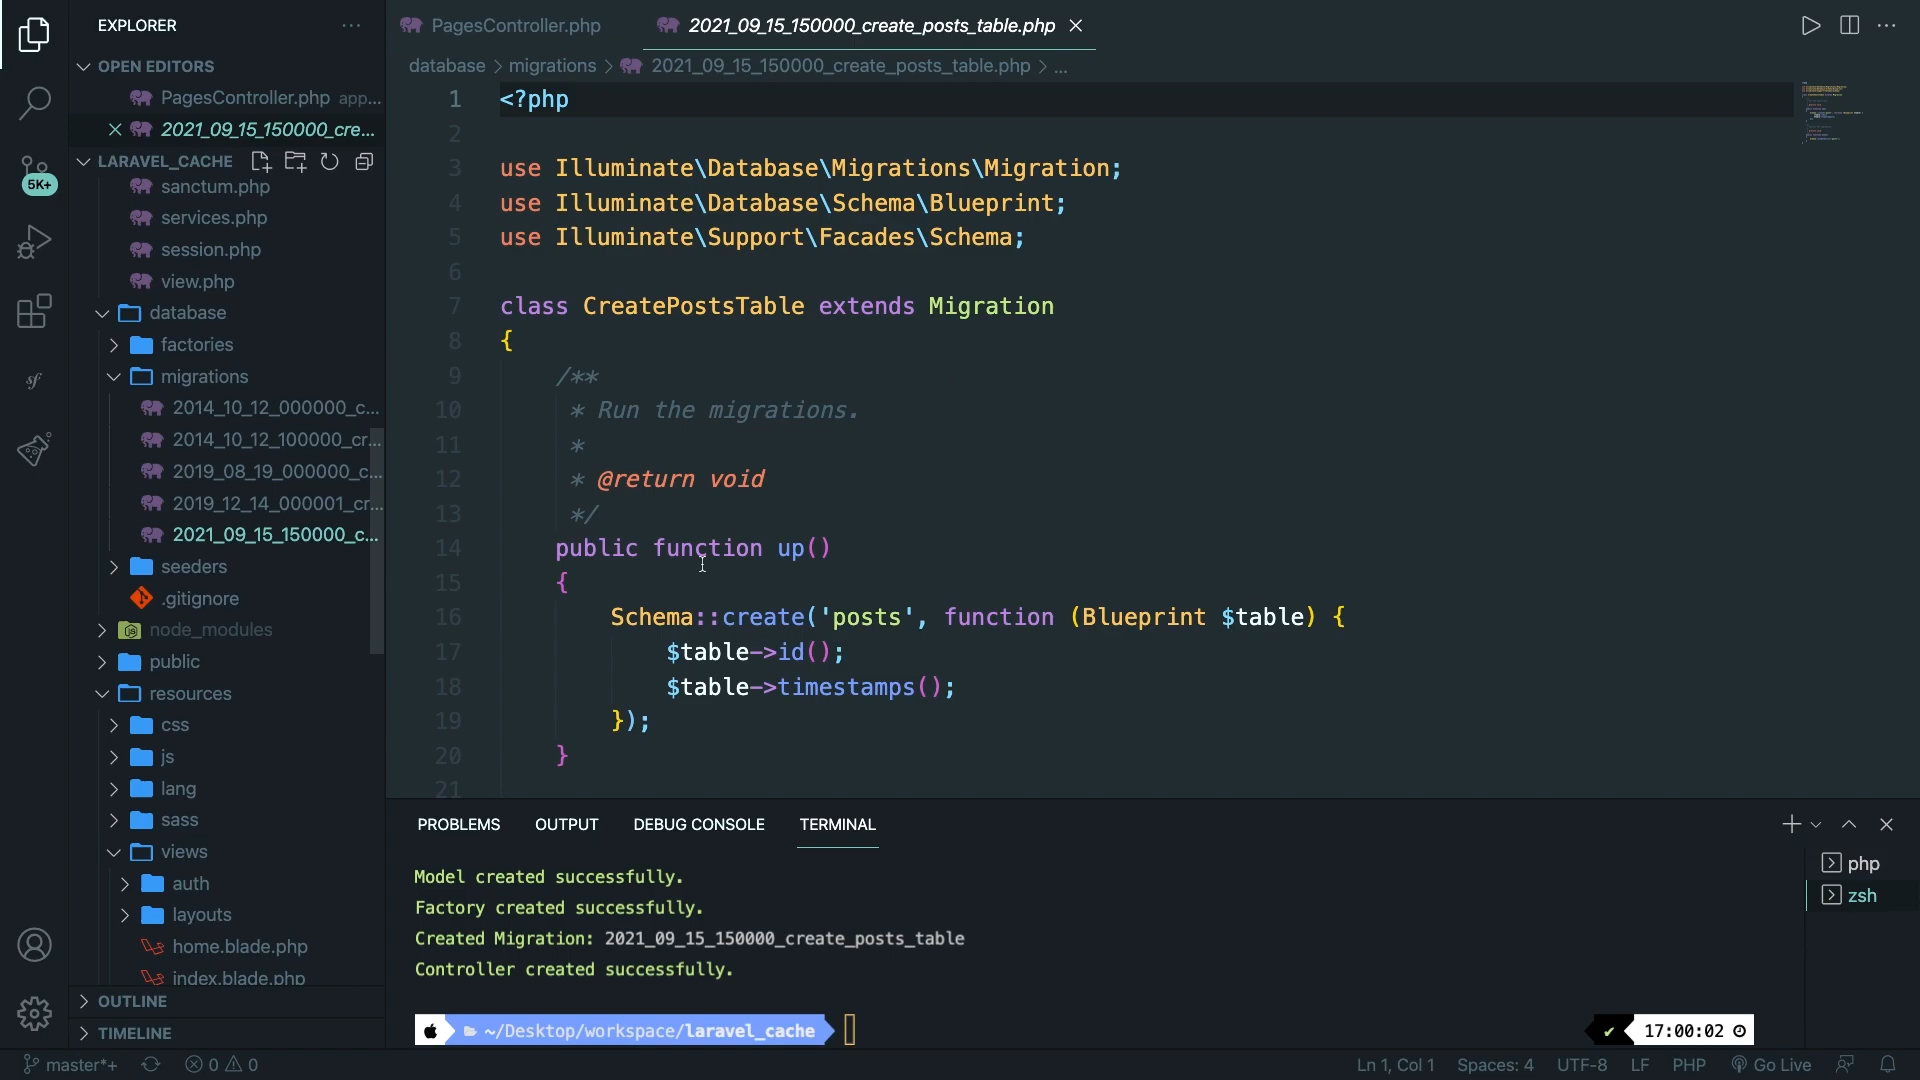 EXPLORER
OPEN EDITORS
PagesController.php app...
2021_09_15_150000_cre...
LARAVEL_CACHE
sanctum.php
services.php
session.php
view.php
database
factories
migrations
2014_10_12_000000_c...
2014_10_12_100000_cr...
2019_08_19_000000_c...
2019_12_14_000001_cr...
2021_09_15_150000_c...
seeders
.gitignore
node_modules
public
resources
css
js
lang
sass
views
auth
layouts
home.blade.php
index.blade.php
OUTLINE
TIMELINE
5K+
PagesController.php
2021_09_15_150000_create_posts_table.php
database > migrations > 2021_09_15_150000_create_posts_table.php > ...
1 <?php
2
3 use Illuminate\Database\Migrations\Migration;
4 use Illuminate\Database\Schema\Blueprint;
5 use Illuminate\Support\Facades\Schema;
6
7 class CreatePostsTable extends Migration
8 {
9 /**
10 * Run the migrations.
11 *
12 * @return void
13 */
14 public function up()
15 {
16 Schema::create('posts', function (Blueprint $table) {
17 $table->id();
18 $table->timestamps();
19 });
20 }
21
PROBLEMS OUTPUT DEBUG CONSOLE TERMINAL
Model created successfully.
Factory created successfully.
Created Migration: 2021_09_15_150000_create_posts_table
Controller created successfully.
~/Desktop/workspace/laravel_cache
17:00:02
php
zsh
master*+ 0 0
Ln 1, Col 1 Spaces: 4 UTF-8 LF PHP Go Live